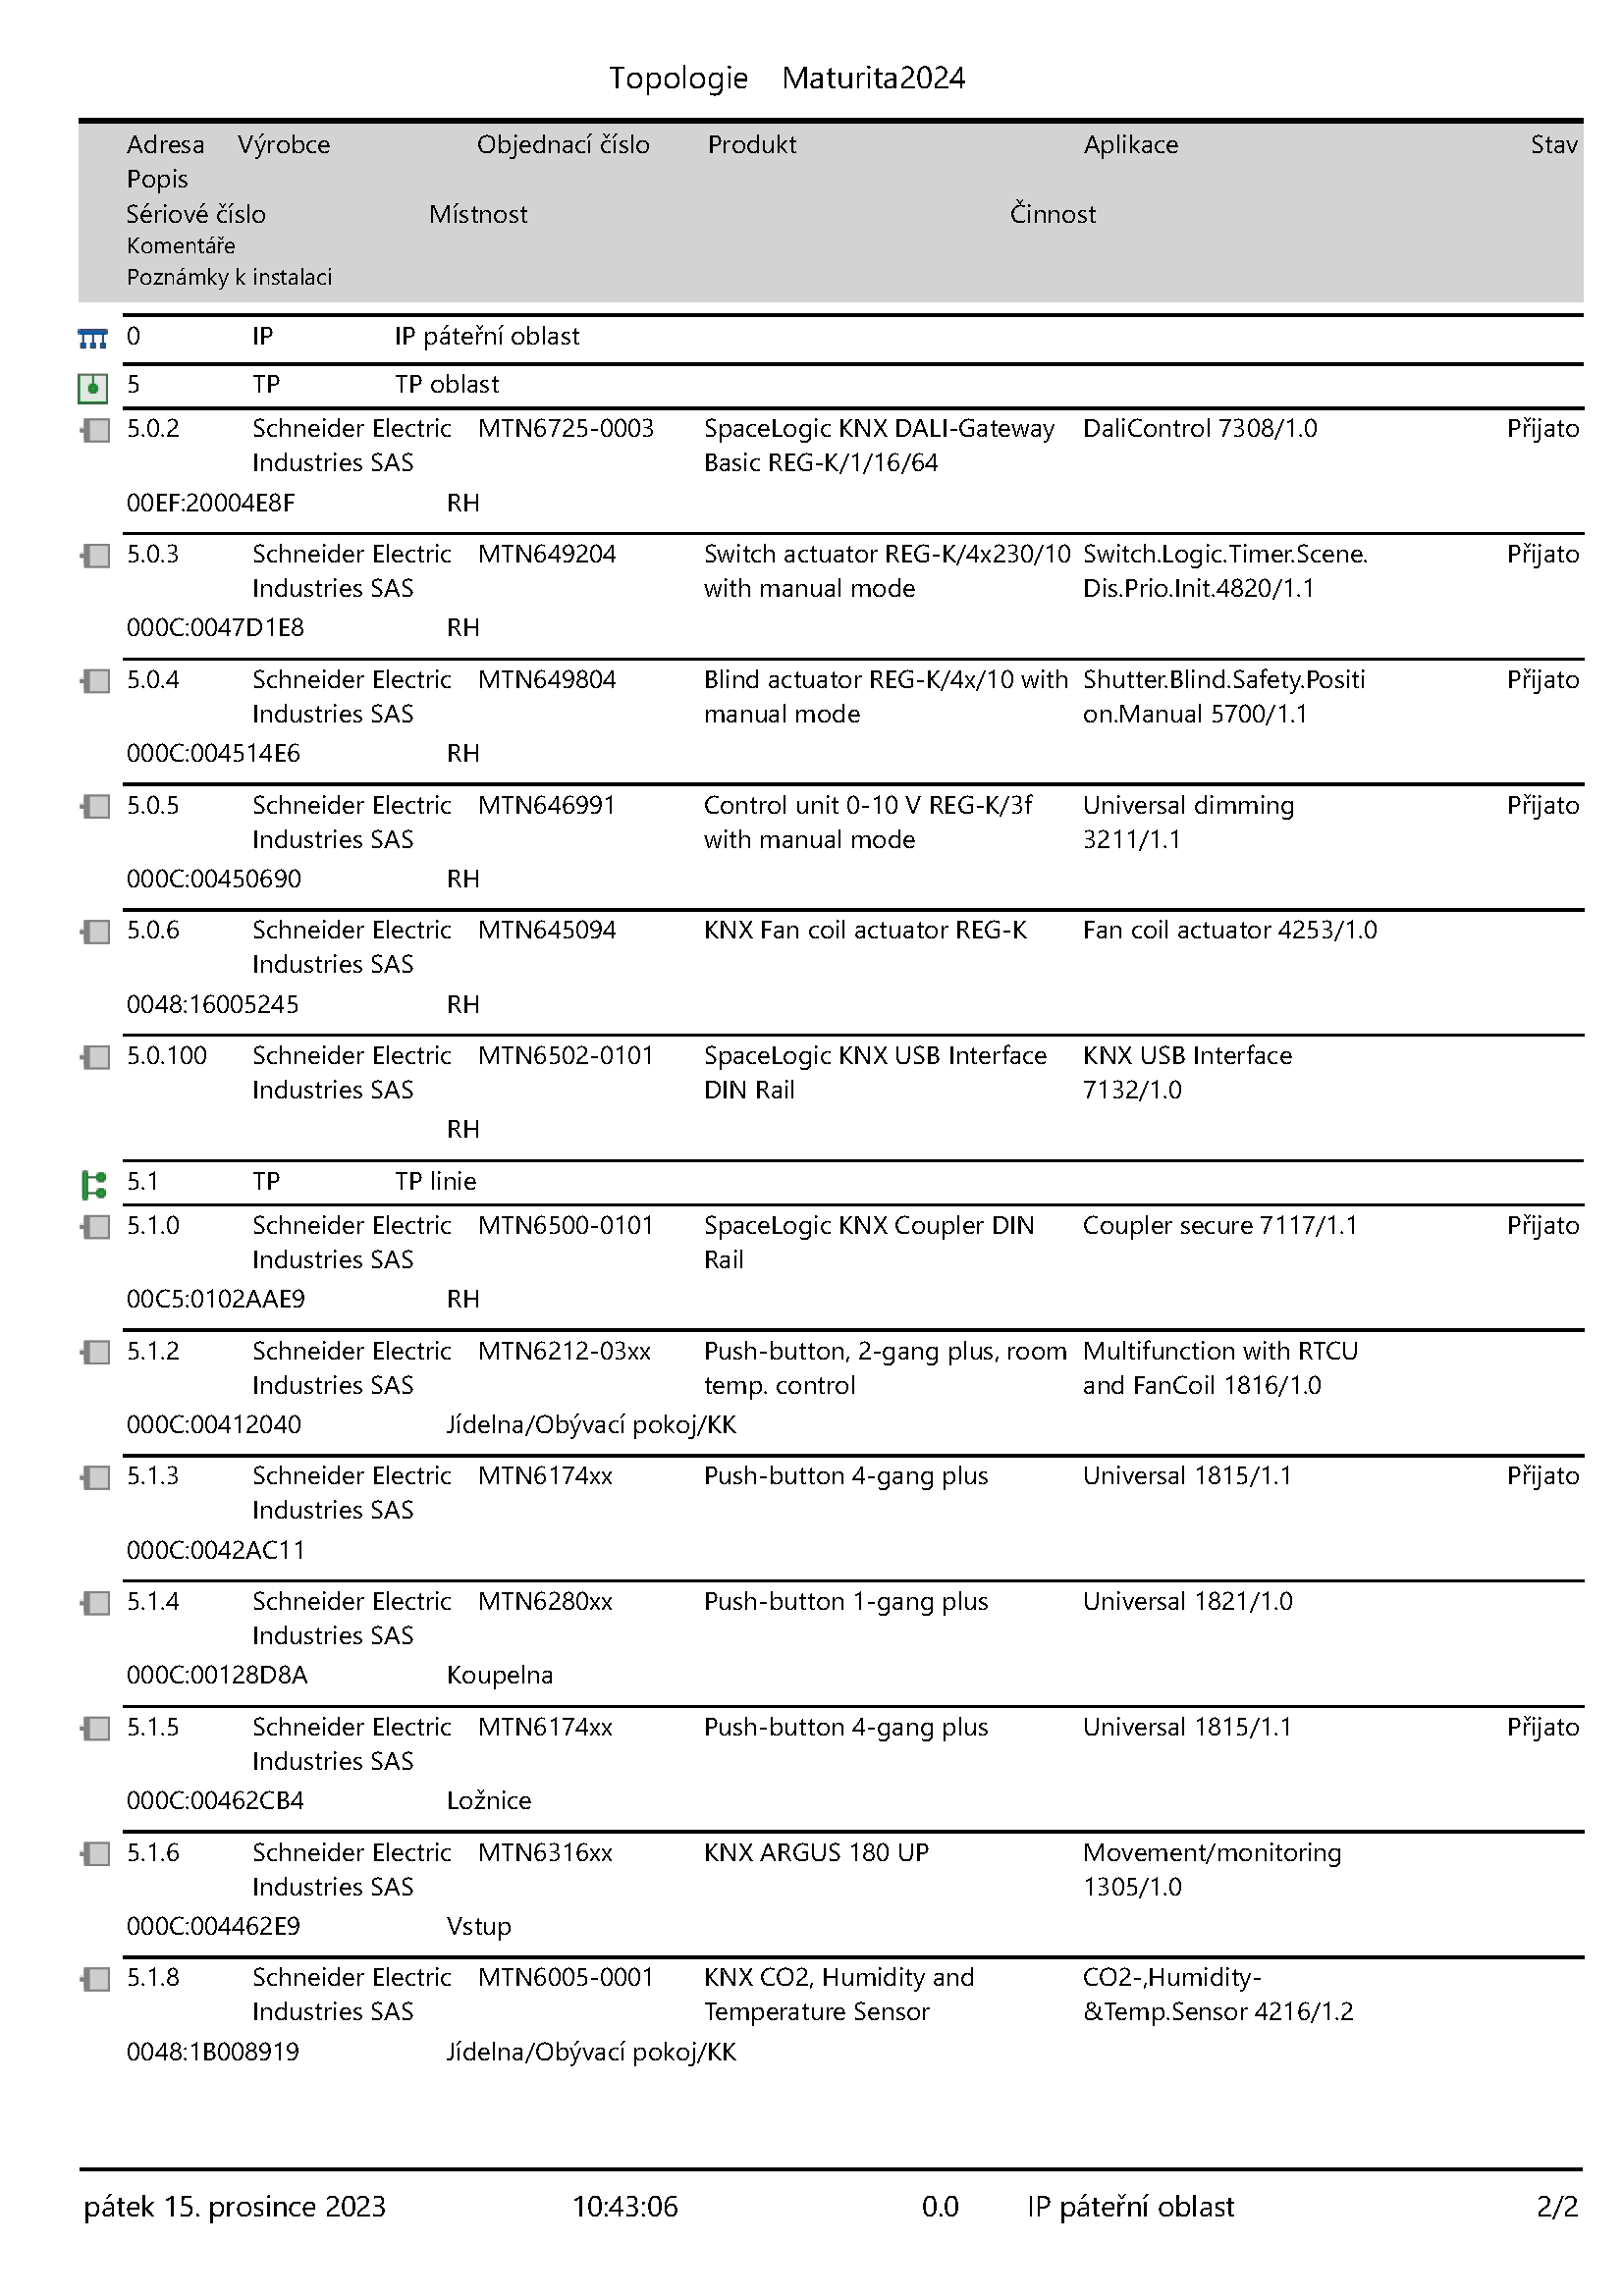 Topologie Maturita2024
Adresa Výrobce Objednací číslo Produkt Aplikace Stav
Popis
Sériové číslo Místnost Činnost
Komentáře
Poznámky k instalaci
0 IP IP páteřní oblast
5 TP TP oblast
5.0.2 Schneider Electric MTN6725-0003 SpaceLogic KNX DALI-Gateway DaliControl 7308/1.0 Přijato
Industries SAS Basic REG-K/1/16/64
00EF:20004E8F RH
5.0.3 Schneider Electric MTN649204 Switch actuator REG-K/4x230/10 Switch.Logic.Timer.Scene. Přijato
Industries SAS with manual mode Dis.Prio.Init.4820/1.1
000C:0047D1E8 RH
5.0.4 Schneider Electric MTN649804 Blind actuator REG-K/4x/10 with Shutter.Blind.Safety.Positi Přijato
Industries SAS manual mode on.Manual 5700/1.1
000C:004514E6 RH
5.0.5 Schneider Electric MTN646991 Control unit 0-10 V REG-K/3f Universal dimming Přijato
Industries SAS with manual mode 3211/1.1
000C:00450690 RH
5.0.6 Schneider Electric MTN645094 KNX Fan coil actuator REG-K Fan coil actuator 4253/1.0
Industries SAS
0048:16005245 RH
5.0.100 Schneider Electric MTN6502-0101 SpaceLogic KNX USB Interface KNX USB Interface
Industries SAS DIN Rail 7132/1.0
RH
5.1 TP TP linie
5.1.0 Schneider Electric MTN6500-0101 SpaceLogic KNX Coupler DIN Coupler secure 7117/1.1 Přijato
Industries SAS Rail
00C5:0102AAE9 RH
5.1.2 Schneider Electric MTN6212-03xx Push-button, 2-gang plus, room Multifunction with RTCU
Industries SAS temp. control and FanCoil 1816/1.0
000C:00412040 Jídelna/Obývací pokoj/KK
5.1.3 Schneider Electric MTN6174xx Push-button 4-gang plus Universal 1815/1.1 Přijato
Industries SAS
000C:0042AC11
5.1.4 Schneider Electric MTN6280xx Push-button 1-gang plus Universal 1821/1.0
Industries SAS
000C:00128D8A Koupelna
5.1.5 Schneider Electric MTN6174xx Push-button 4-gang plus Universal 1815/1.1 Přijato
Industries SAS
000C:00462CB4 Ložnice
5.1.6 Schneider Electric MTN6316xx KNX ARGUS 180 UP Movement/monitoring
Industries SAS 1305/1.0
000C:004462E9 Vstup
5.1.8 Schneider Electric MTN6005-0001 KNX CO2, Humidity and CO2-,Humidity-
Industries SAS Temperature Sensor &Temp.Sensor 4216/1.2
0048:1B008919 Jídelna/Obývací pokoj/KK
pátek 15. prosince 2023 10:43:06 0.0 IP páteřní oblast 2/2